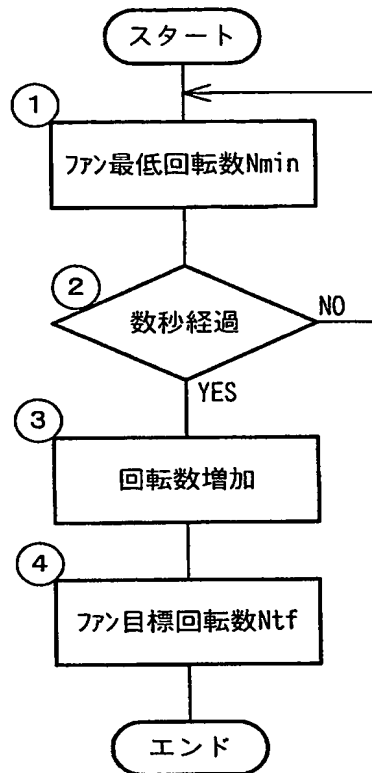 スタート
1
ファン最低回転数Nmin
2
数秒経過
NO
YES
3
回転数増加
4
ファン目標回転数Ntf
エンド